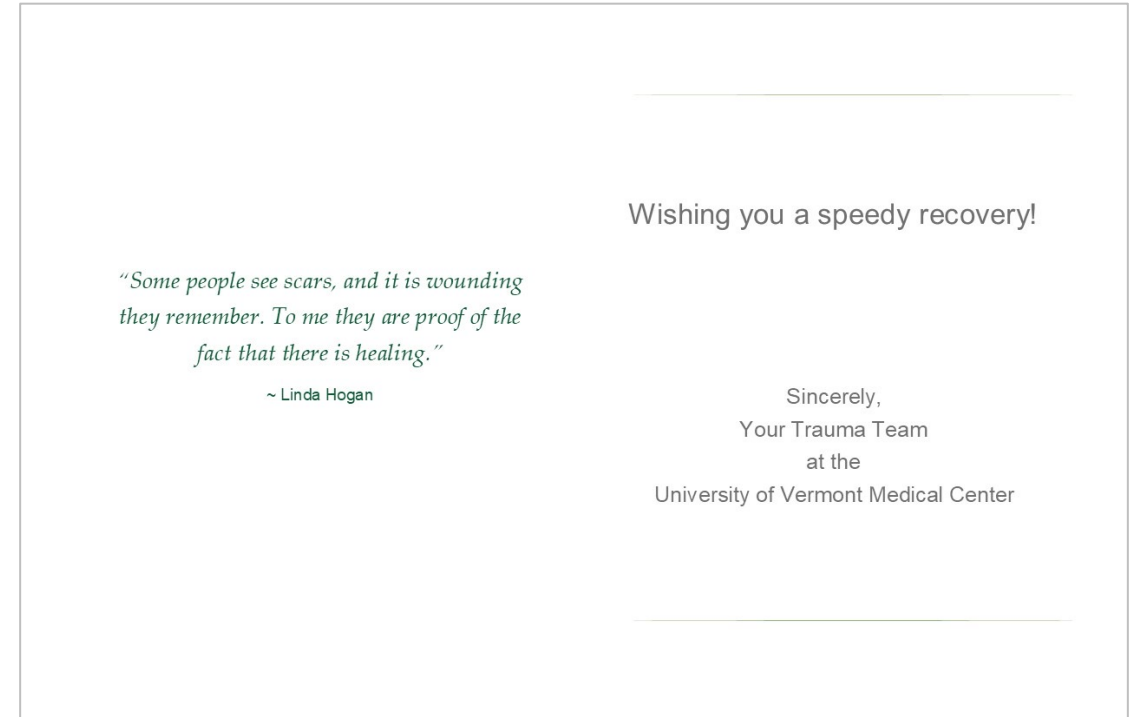 “Some people see scars, and it is wounding
they remember. To me they are proof of the
fact that there is healing.”
~ Linda Hogan
Wishing you a speedy recovery!
Sincerely,
Your Trauma Team
at the
University of Vermont Medical Center